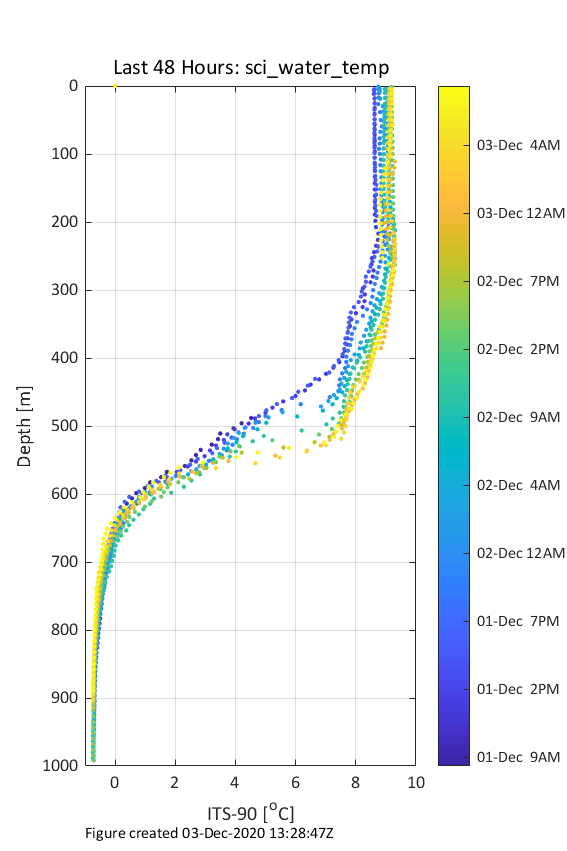 Last 48 Hours: sci_water_temp
0
100
200
300
400
500
600
700
800
900
1000
Depth [m]
0 2 4 6 8 10
ITS-90 [°C]
Figure created 03-Dec-2020 13:28:47Z
03-Dec 4AM
03-Dec 12AM
02-Dec 7PM
02-Dec 2PM
02-Dec 9AM
02-Dec 4AM
02-Dec 12AM
01-Dec 7PM
01-Dec 2PM
01-Dec 9AM